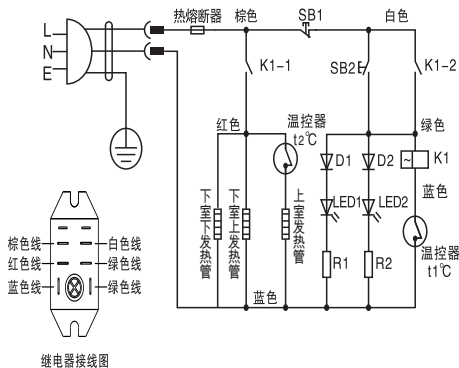 L
N
E
热熔断器
棕色
SB1
白色
K1-1
SB2
K1-2
红色
温控器
t2°C
绿色
D1
D2
~
K1
蓝色
下室下发热管
下室上发热管
上室发热管
LED1
LED2
温控器
t1°C
R1
R2
蓝色
棕色线
白色线
红色线
绿色线
蓝色线
绿色线
继电器接线图